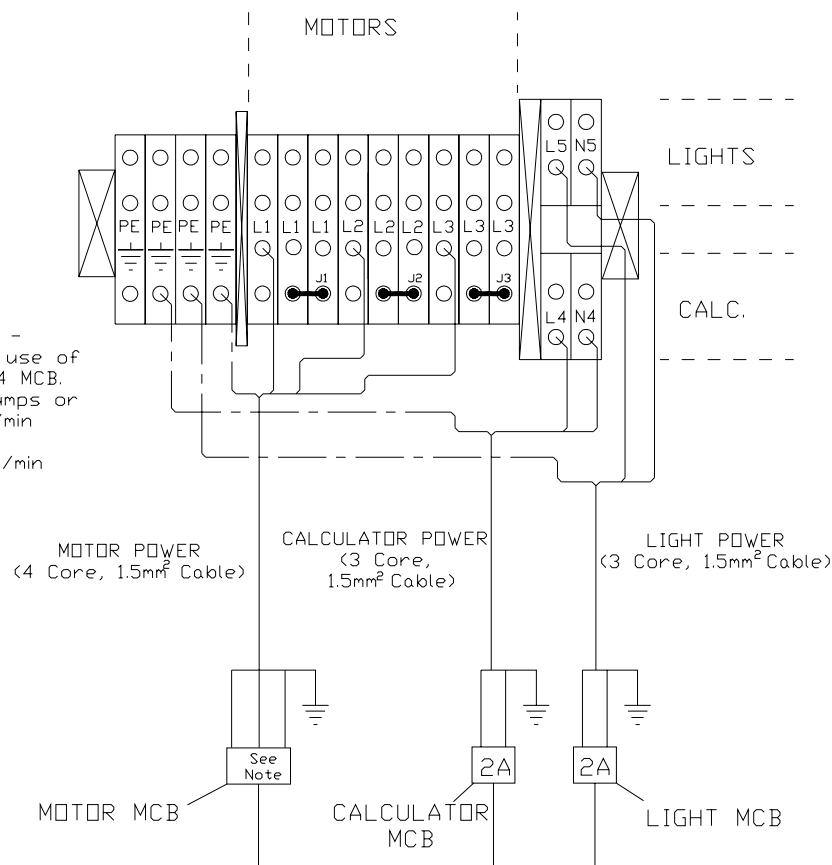 MOTORS
L5 N5
LIGHTS
PE PE PE PE L1 L1 L1 L2 L2 L2 L3 L3 L3
J1 J2 J3
CALC.
L4 N4
use of
4 MCB.
mps or
/min
/min
MOTOR POWER
(4 Core, 1.5mm² Cable)
CALCULATOR POWER
(3 Core,
1.5mm² Cable)
LIGHT POWER
(3 Core, 1.5mm² Cable)
See
Note
2A
2A
MOTOR MCB
CALCULATOR
MCB
LIGHT MCB